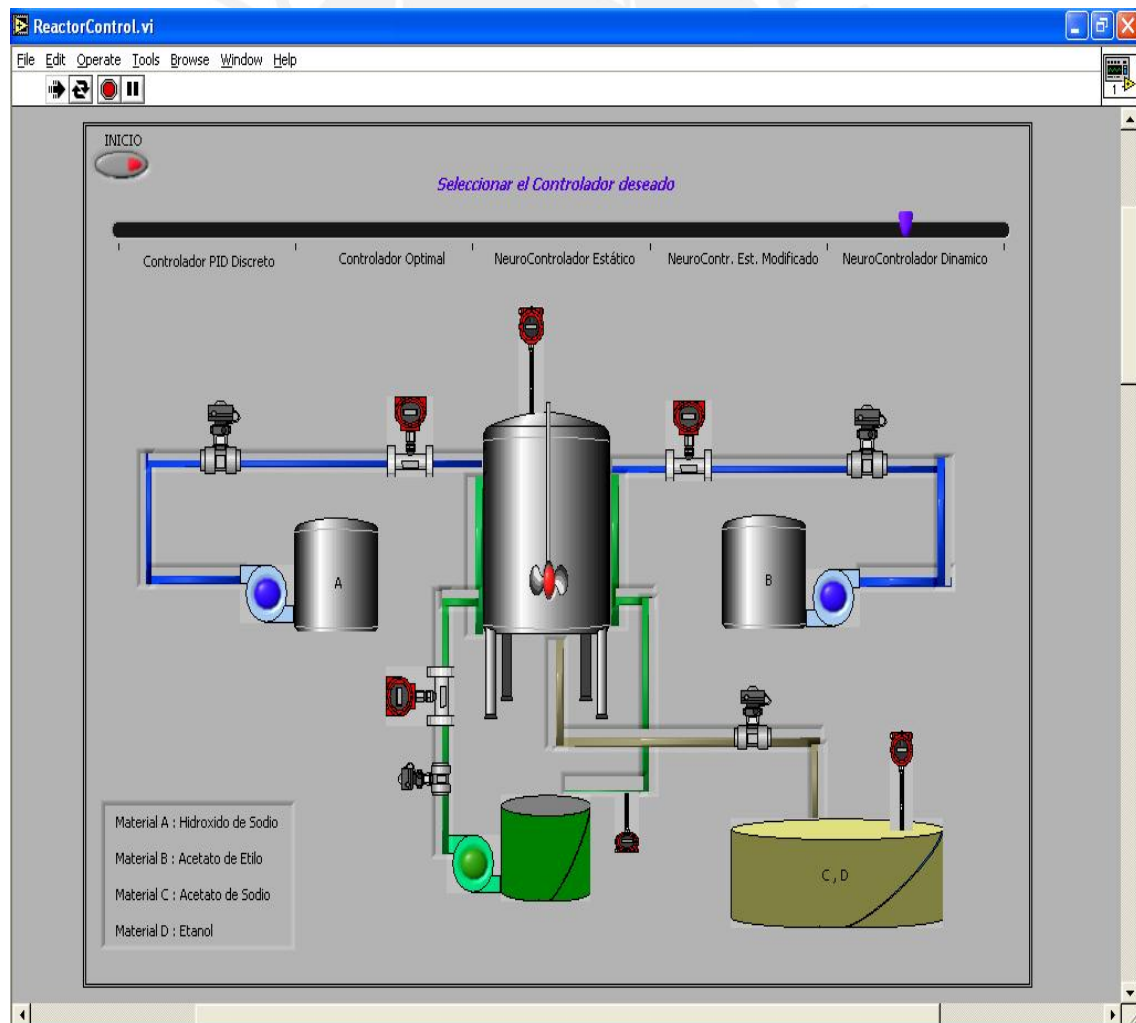 ReactorControl.vi
File Edit Operate Tools Browse Window Help
1
INICIO
Seleccionar el Controlador deseado
Controlador PID Discreto Controlador Optimal NeuroControlador Estático NeuroContr. Est. Modificado NeuroControlador Dinamico
A
B
Material A : Hidroxido de Sodio
Material B : Acetato de Etilo
Material C : Acetato de Sodio
Material D : Etanol
C , D